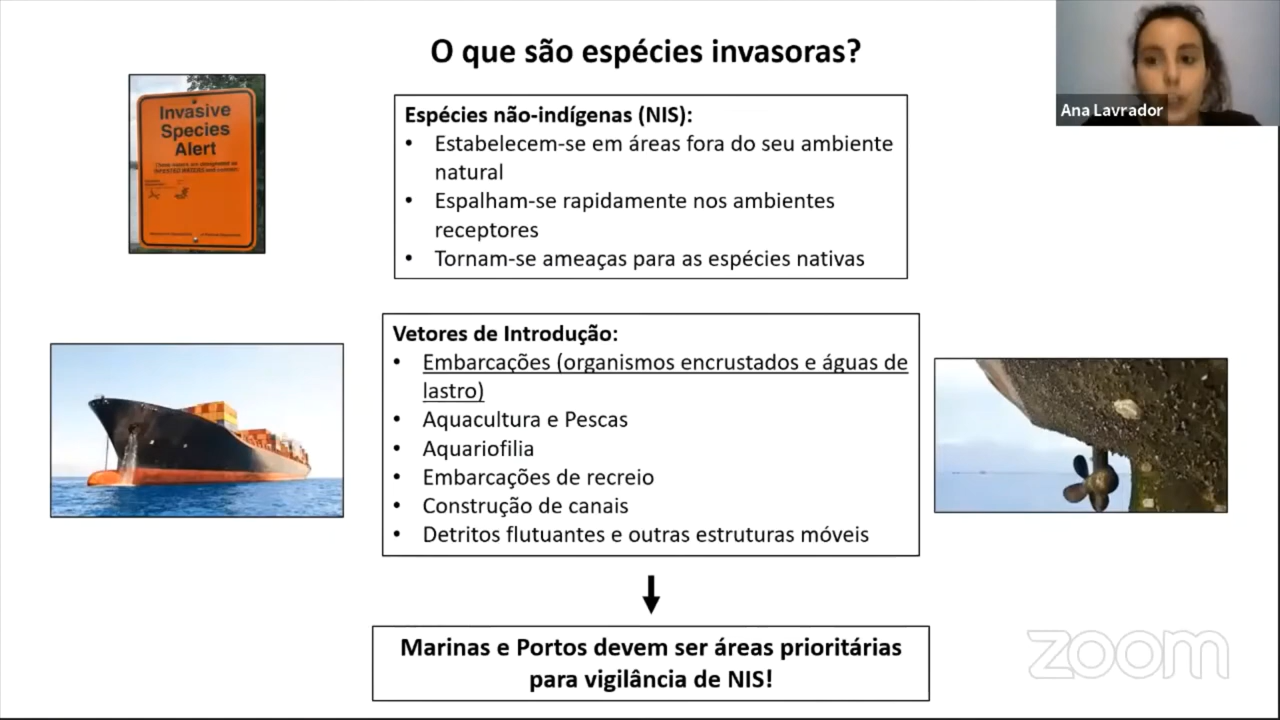 O que são espécies invasoras?
Invasive
Species
Alert
Ana Lavrador
Espécies não-indígenas (NIS):
• Estabelecem-se em áreas fora do seu ambiente
natural
• Espalham-se rapidamente nos ambientes
receptores
• Tornam-se ameaças para as espécies nativas
Vetores de Introdução:
• Embarcações (organismos encrustados e águas de
lastro)
• Aquacultura e Pescas
• Aquariofilia
• Embarcações de recreio
• Construção de canais
• Detritos flutuantes e outras estruturas móveis
Marinas e Portos devem ser áreas prioritárias
para vigilância de NIS!
zoom